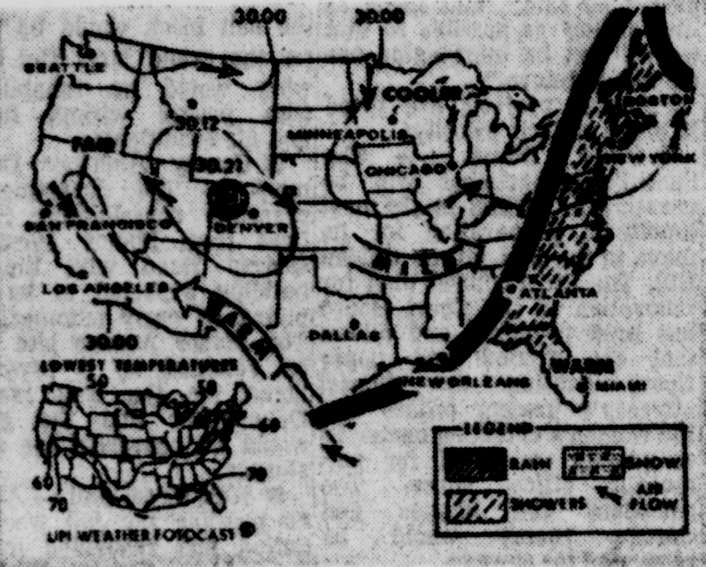 30.00 30.00
SEATTLE
COOLER
BOSTON
30.12
MINNEAPOLIS
FAIR
NEW YORK
30.21
CHICAGO
SAN FRANCISCO
DENVER
MILD
LOS ANGELES
ATLANTA
WARM
DALLAS
30.00
LOWEST TEMPERATURES
WARM
NEW ORLEANS
MIAMI
50 50
60
LEGEND
RAIN SNOW
60
70
70
SHOWERS AIR FLOW
UPI WEATHER FOTOCAST